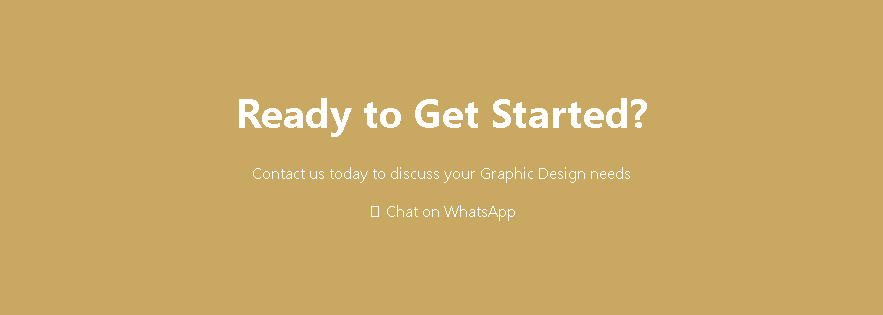 Ready to Get Started?
Contact us today to discuss your Graphic Design needs
Chat on WhatsApp